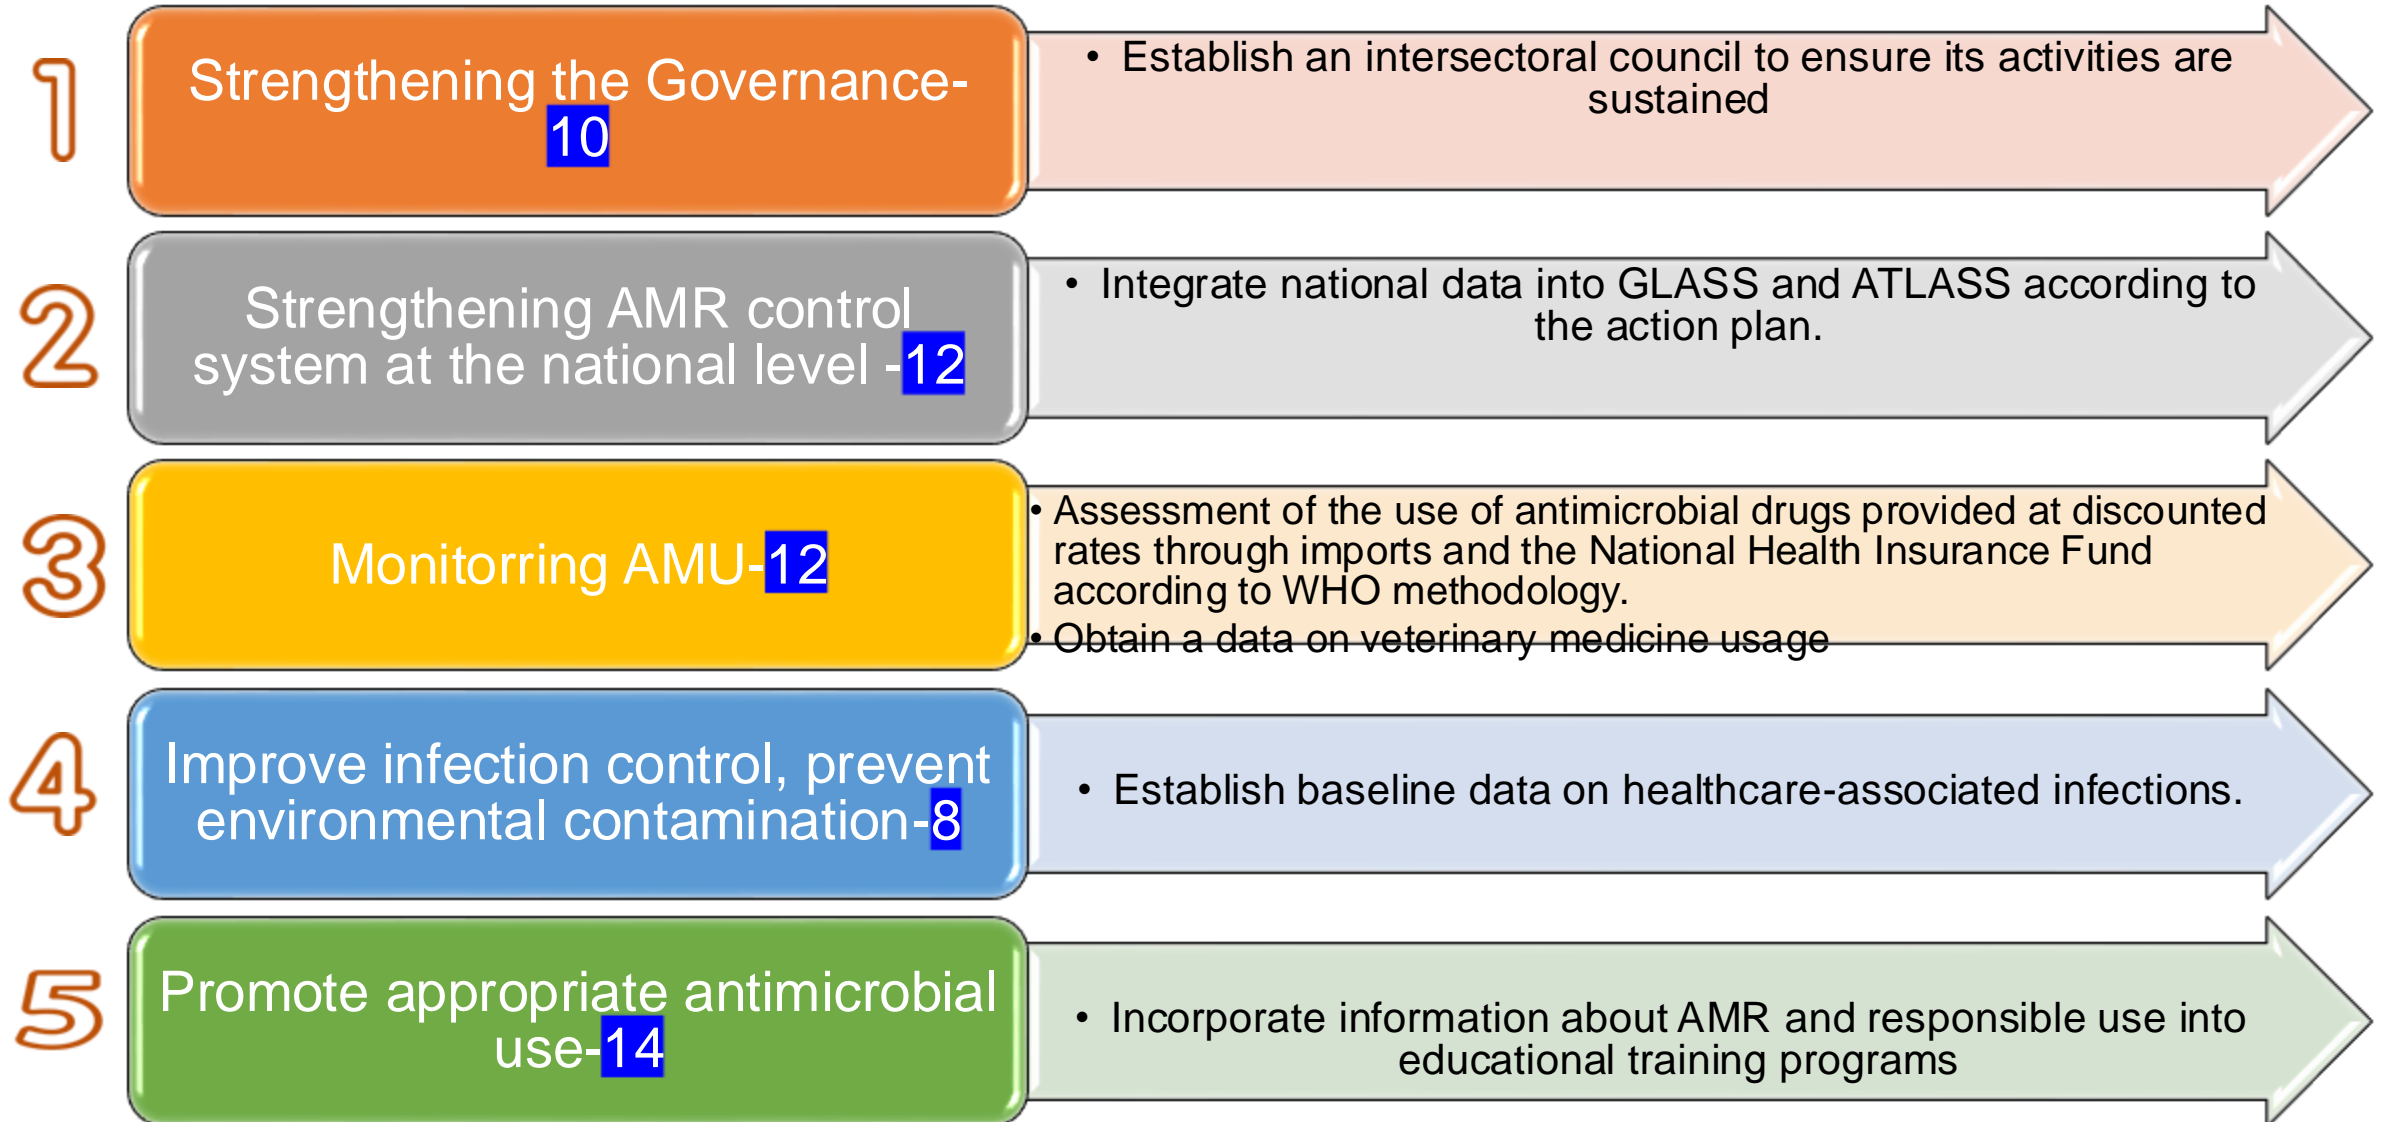 1
Strengthening the Governance-
10
• Establish an intersectoral council to ensure its activities are
sustained
2
Strengthening AMR control
system at the national level -12
• Integrate national data into GLASS and ATLASS according to
the action plan.
3
Monitorring AMU-12
• Assessment of the use of antimicrobial drugs provided at discounted
rates through imports and the National Health Insurance Fund
according to WHO methodology.
• Obtain a data on veterinary medicine usage
4
Improve infection control, prevent
environmental contamination-8
• Establish baseline data on healthcare-associated infections.
5
Promote appropriate antimicrobial
use-14
• Incorporate information about AMR and responsible use into
educational training programs